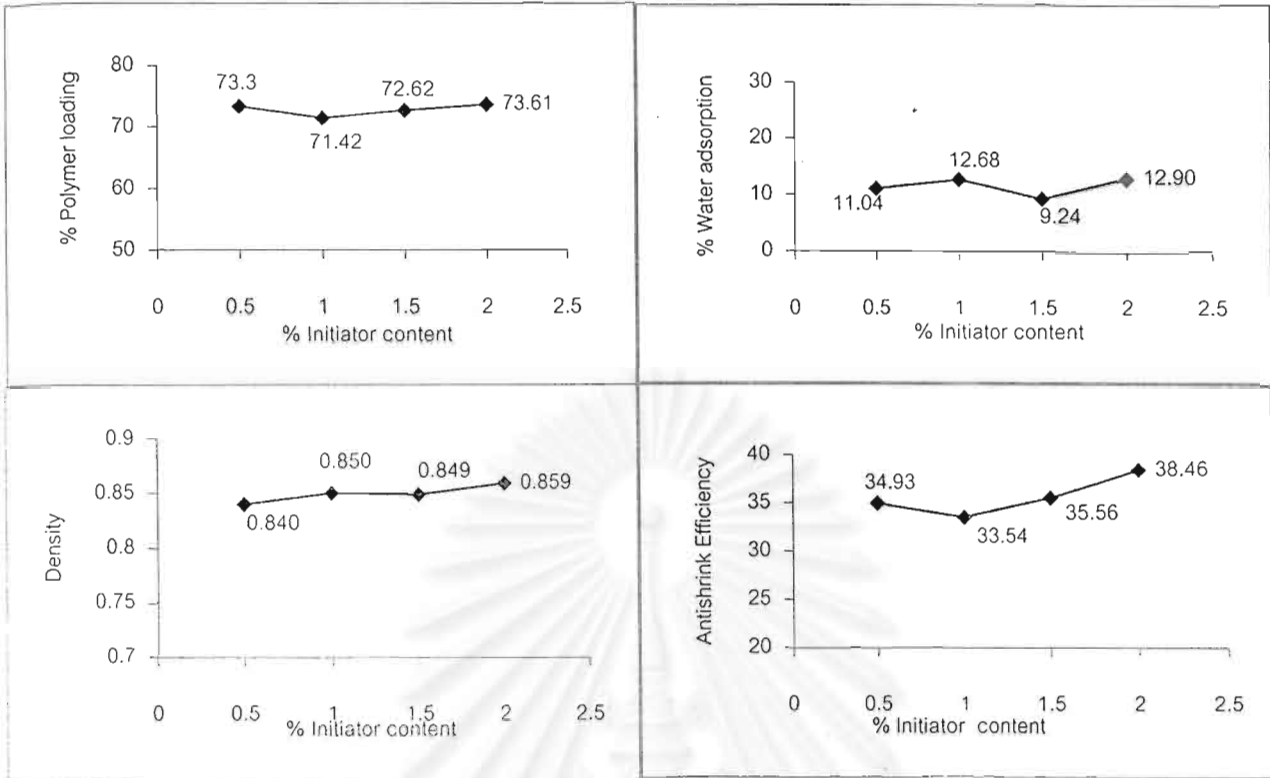 80
70
60
50
% Polymer loading
73.3
71.42
72.62
73.61
0 0.5 1 1.5 2 2.5
% Initiator content
30
20
10
0
% Water adsorption
11.04
12.68
9.24
12.90
0 0.5 1 1.5 2 2.5
% Initiator content
0.9
0.85
0.8
0.75
0.7
Density
0.840
0.850
0.849
0.859
0 0.5 1 1.5 2 2.5
% Initiator content
40
35
30
25
20
Antishrink Efficiency
34.93
33.54
35.56
38.46
0 0.5 1 1.5 2 2.5
% Initiator content